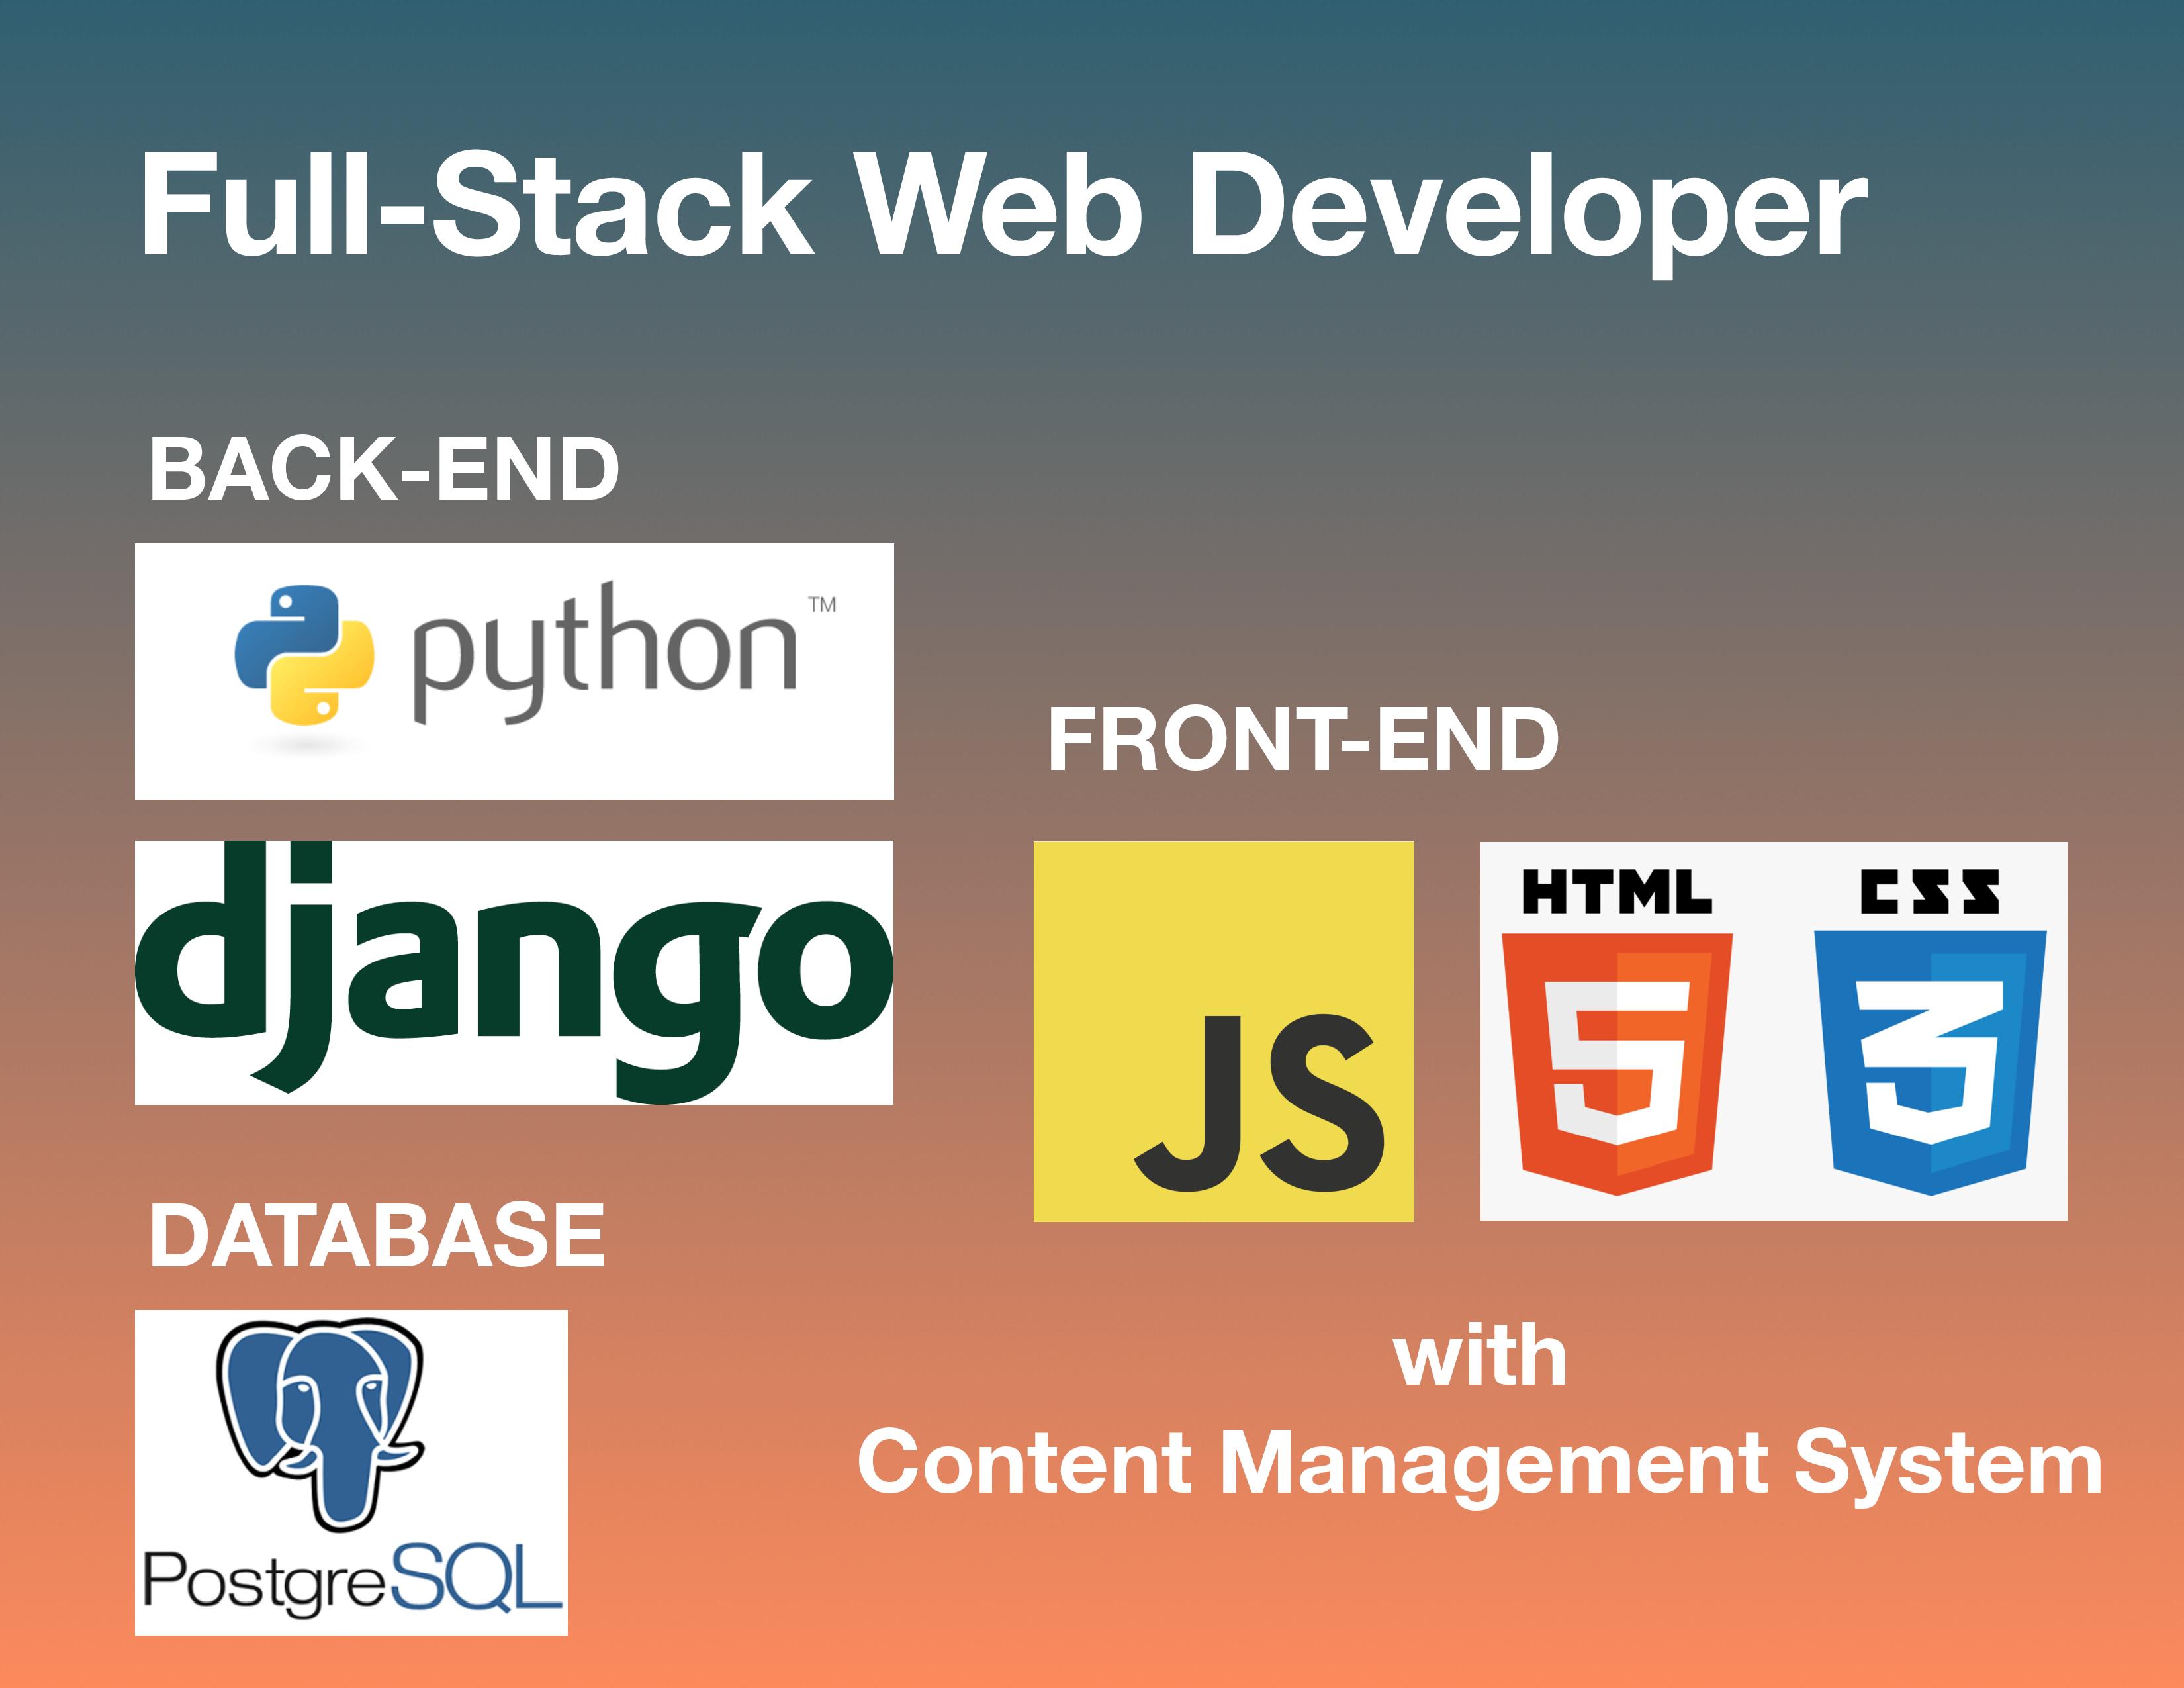 Full-Stack Web Developer
BACK-END
python™
django
DATABASE
PostgreSQL
FRONT-END
JS
HTML
5
CSS
3
with
Content Management System